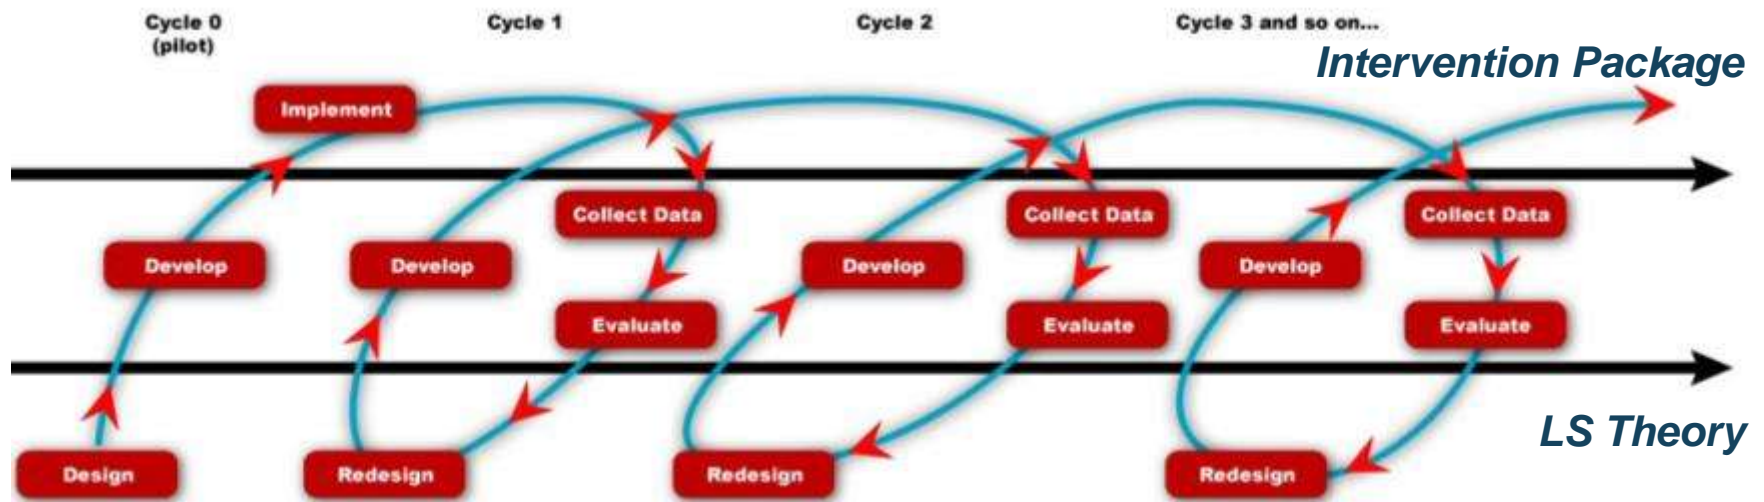 Cycle 0
(pilot)
Cycle 1
Cycle 2
Cycle 3 and so on...
Intervention Package
Implement
Collect Data
Collect Data
Collect Data
Develop
Develop
Develop
Develop
Evaluate
Evaluate
Evaluate
LS Theory
Design
Redesign
Redesign
Redesign